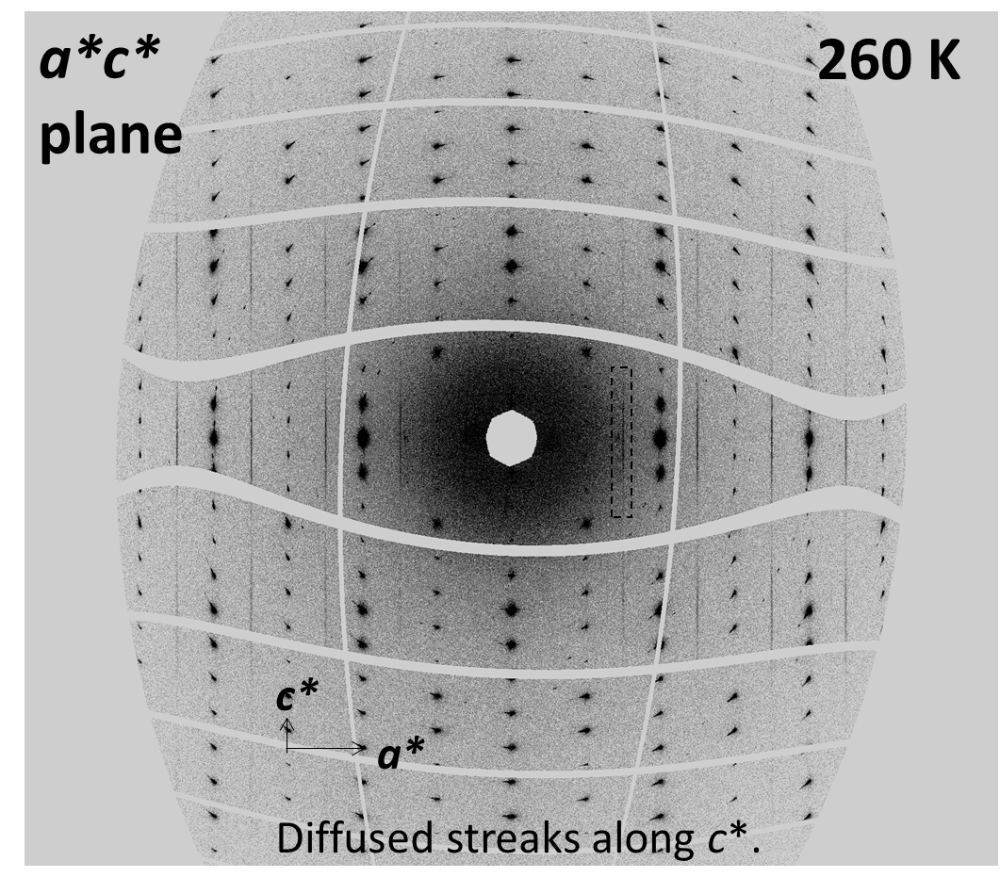 a*c*
plane
260 K
c*
a*
Diffused streaks along c*.